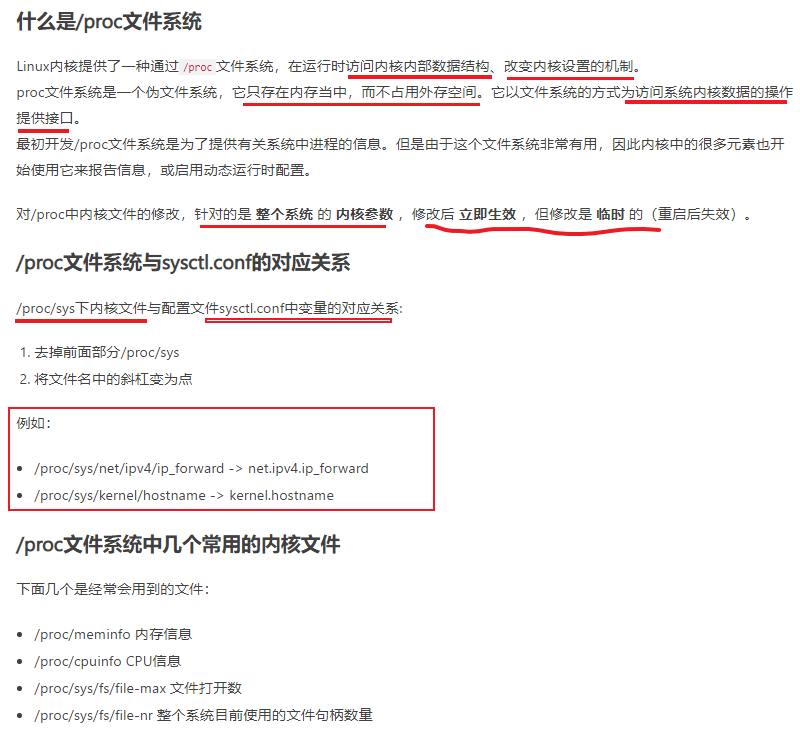 什么是/proc文件系统
Linux内核提供了一种通过 /proc 文件系统，在运行时访问内核内部数据结构、改变内核设置的机制。
proc文件系统是一个伪文件系统，它只存在内存当中，而不占用外存空间。它以文件系统的方式为访问系统内核数据的操作
提供接口。
最初开发/proc文件系统是为了提供有关系统中进程的信息。但是由于这个文件系统非常有用，因此内核中的很多元素也开
始使用它来报告信息，或启用动态运行时配置。
对/proc中内核文件的修改，针对的是 整个系统 的 内核参数 ，修改后 立即生效 ，但修改是 临时 的（重启后失效）。
/proc文件系统与sysctl.conf的对应关系
/proc/sys下内核文件与配置文件sysctl.conf中变量的对应关系:
1. 去掉前面部分/proc/sys
2. 将文件名中的斜杠变为点
例如：
• /proc/sys/net/ipv4/ip_forward -> net.ipv4.ip_forward
• /proc/sys/kernel/hostname -> kernel.hostname
/proc文件系统中几个常用的内核文件
下面几个是经常会用到的文件：
• /proc/meminfo 内存信息
• /proc/cpuinfo CPU信息
• /proc/sys/fs/file-max 文件打开数
• /proc/sys/fs/file-nr 整个系统目前使用的文件句柄数量